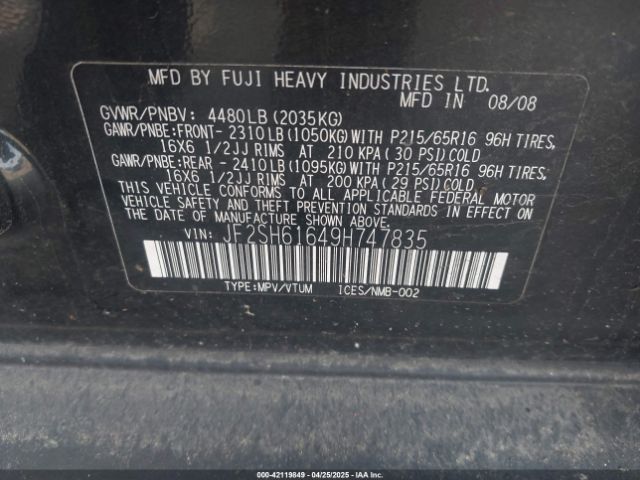 MFD BY FUJI HEAVY INDUSTRIES LTD.
MFD IN 08/08
GVWR/PNBV: 4480LB (2035KG)
GAWR/PNBE:FRONT- 2310LB(1050KG)WITH P215/65R16 96H TIRES,
16X6 1/2JJ RIMS AT 210 KPA( 30 PSI)COLD
GAWR/PNBE:REAR - 2410LB(1095KG)WITH P215/65R16 96H TIRES,
16X6 1/2JJ RIMS AT 200 KPA( 29 PSI)COLD
THIS VEHICLE CONFORMS TO ALL APPLICABLE FEDERAL MOTOR
VEHICLE SAFETY AND THEFT PREVENTION STANDARDS IN EFFECT
ON THE DATE OF MANUFACTURE SHOWN ABOVE.
VIN: JF2SH61649H747835
TYPE:MPV/VTUM ICES/NMB-002
000-42119849 - 04/25/2025 - IAA Inc.